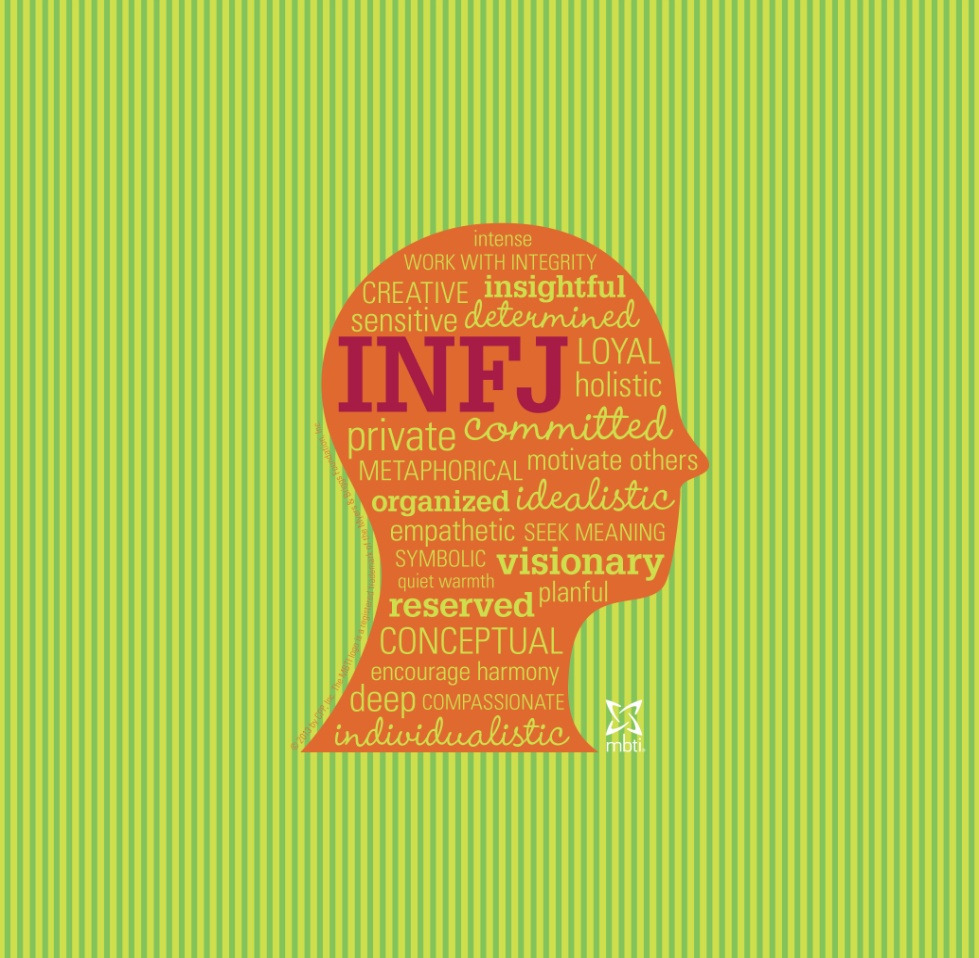 intense
WORK WITH INTEGRITY
CREATIVE insightful
sensitive determined
INFJ LOYAL
holistic
private committed
METAPHORICAL motivate others
organized idealistic
empathetic SEEK MEANING
SYMBOLIC visionary
quiet warmth planful
reserved
CONCEPTUAL
encourage harmony
deep COMPASSIONATE
individualistic
mbti®